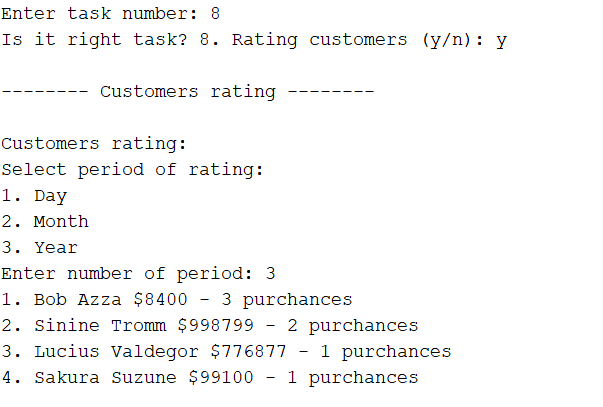 Enter task number: 8
Is it right task? 8. Rating customers (y/n): y
-------- Customers rating --------
Customers rating:
Select period of rating:
1. Day
2. Month
3. Year
Enter number of period: 3
1. Bob Azza $8400 - 3 purchances
2. Sinine Tromm $998799 - 2 purchances
3. Lucius Valdegor $776877 - 1 purchances
4. Sakura Suzune $99100 - 1 purchances